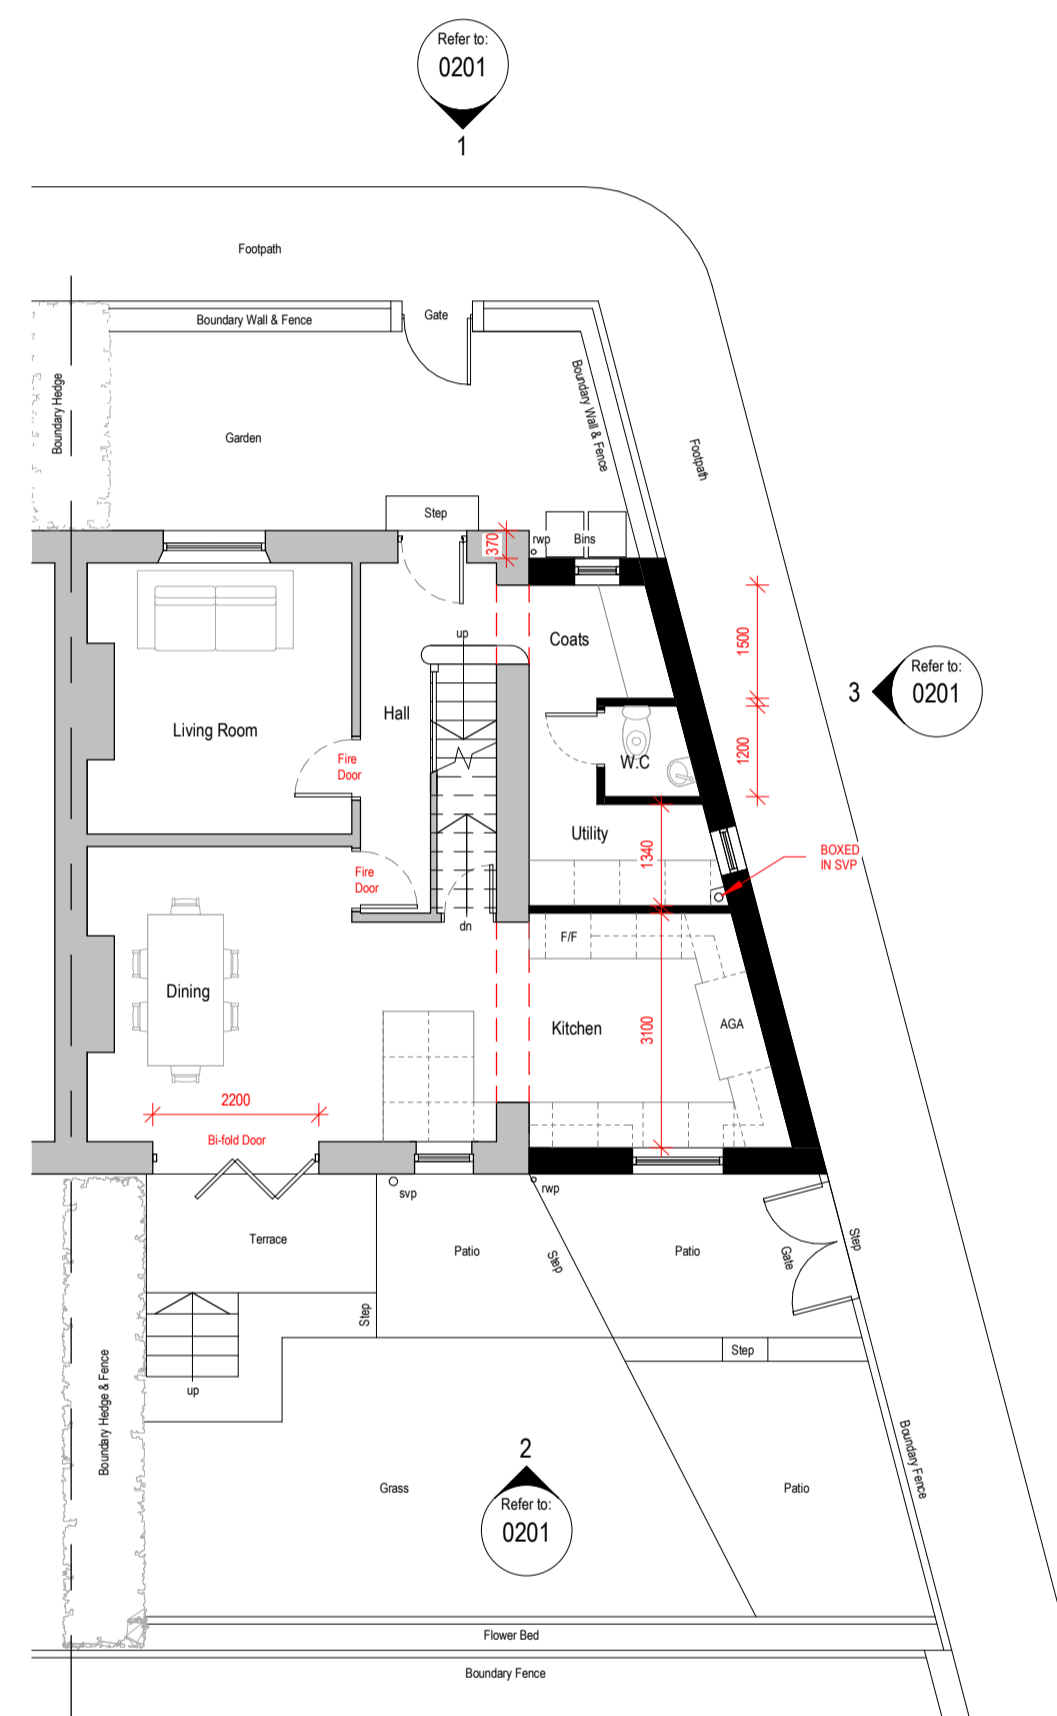 Refer to:
0201
1
Footpath
Boundary Wall & Fence
Gate
Boundary Hedge
Boundary Wall & Fence
Garden
Footpath
Step
370
rwp
Bins
up
Coats
1500
Refer to:
0201
3
Hall
Living Room
Fire
Door
W.C
1200
Utility
1340
BOXED
IN SVP
Fire
Door
dn
F/F
Dining
Kitchen
3100
AGA
2200
Bi-fold Door
svp
rwp
Terrace
Patio
Step
Patio
Gate
Step
Step
Step
up
Boundary Hedge & Fence
2
Refer to:
0201
Grass
Patio
Boundary Fence
Flower Bed
Boundary Fence